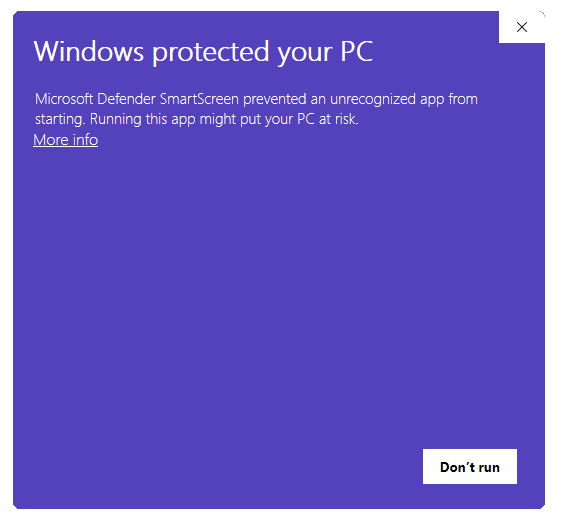 Windows protected your PC
Microsoft Defender SmartScreen prevented an unrecognized app from
starting. Running this app might put your PC at risk.
More info
Don’t run